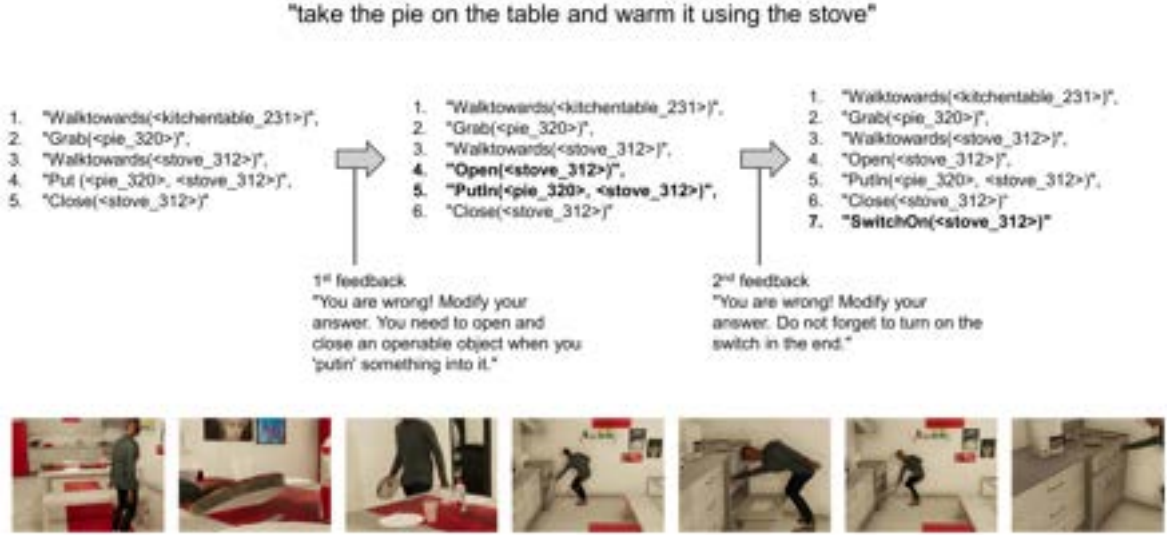 "take the pie on the table and warm it using the stove"
1. "Walktowards(<kitchentable_231>)",
2. "Grab(<pie_320>)",
3. "Walktowards(<stove_312>)",
4. "Put (<pie_320>, <stove_312>)",
5. "Close(<stove_312>)"
1. "Walktowards(<kitchentable_231>)",
2. "Grab(<pie_320>)",
3. "Walktowards(<stove_312>)",
4. "Open(<stove_312>)",
5. "PutIn(<pie_320>, <stove_312>)",
6. "Close(<stove_312>)"
1. "Walktowards(<kitchentable_231>)",
2. "Grab(<pie_320>)",
3. "Walktowards(<stove_312>)",
4. "Open(<stove_312>)",
5. "PutIn(<pie_320>, <stove_312>)",
6. "Close(<stove_312>)"
7. "SwitchOn(<stove_312>)"
1st feedback
"You are wrong! Modify your
answer. You need to open and
close an openable object when you
'putin' something into it."
2nd feedback
"You are wrong! Modify your
answer. Do not forget to turn on the
switch in the end."